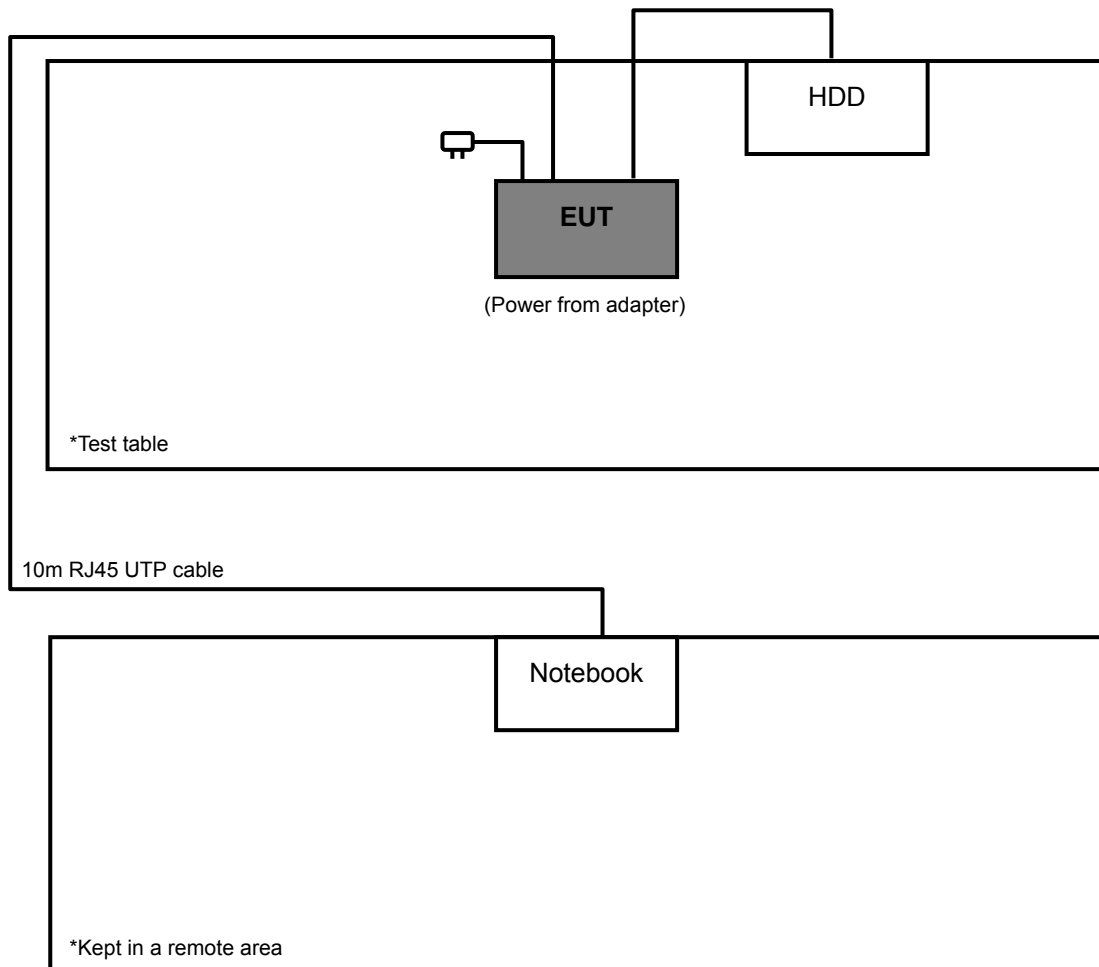 HDD
EUT
(Power from adapter)
*Test table
10m RJ45 UTP cable
Notebook
*Kept in a remote area